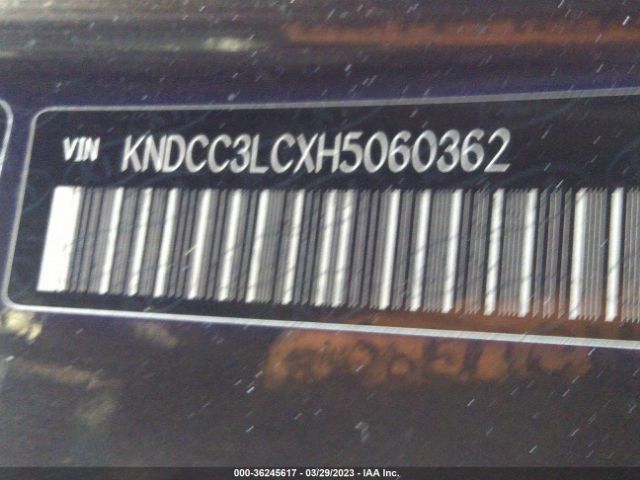 VIN KNDCC3LCXH5060362
000-36245617 - 03/29/2023 - IAA Inc.